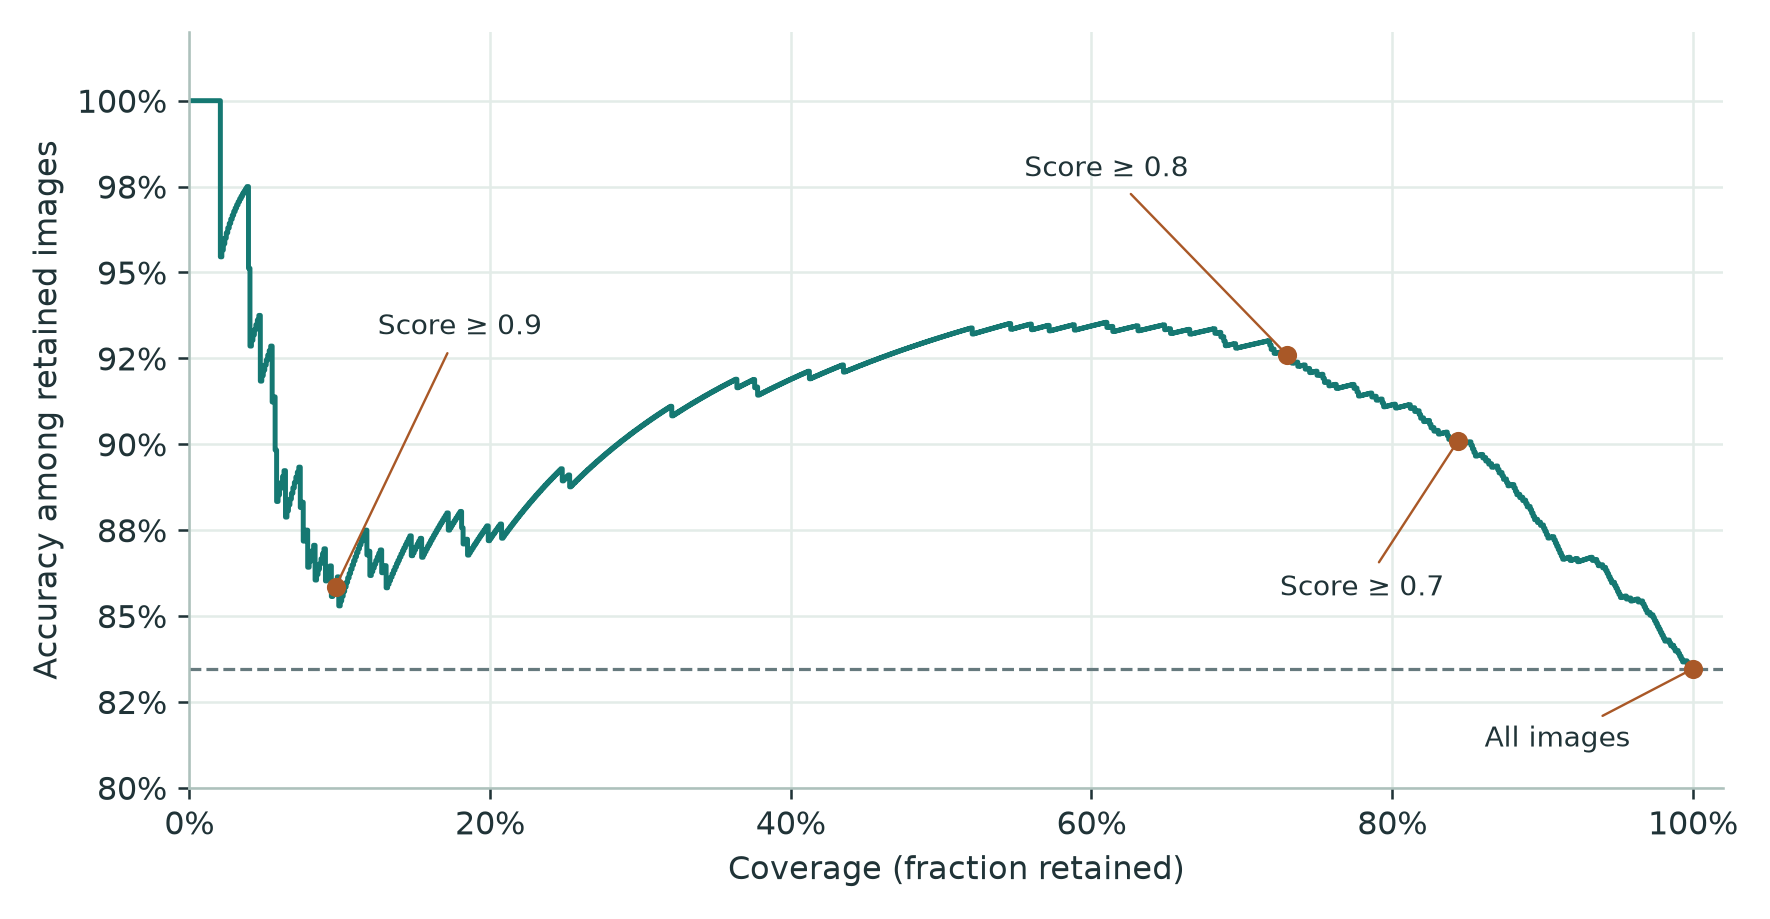 Accuracy among retained images
100%
98%
95%
92%
90%
88%
85%
82%
80%
Score ≥ 0.8
Score ≥ 0.9
Score ≥ 0.7
All images
0%
20%
40%
60%
80%
100%
Coverage (fraction retained)